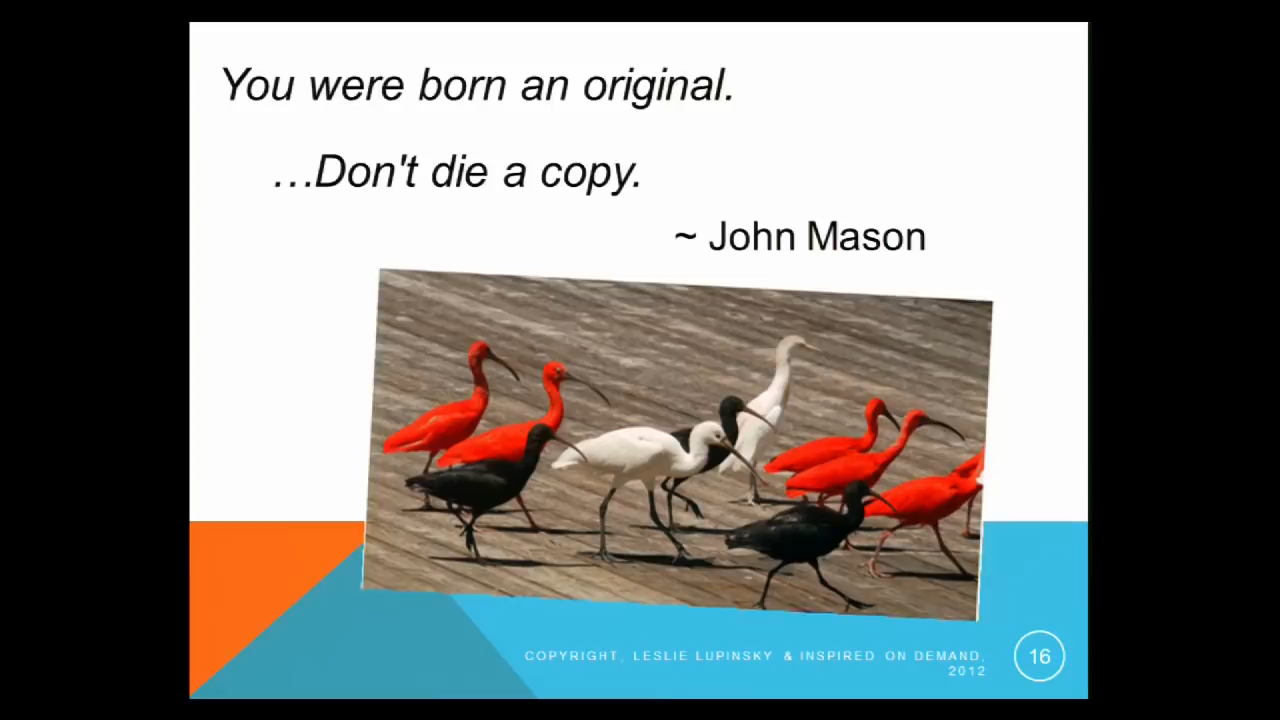 You were born an original.
…Don't die a copy.
~ John Mason
COPYRIGHT, LESLIE LUPINSKY & INSPIRED ON DEMAND,
2012
16